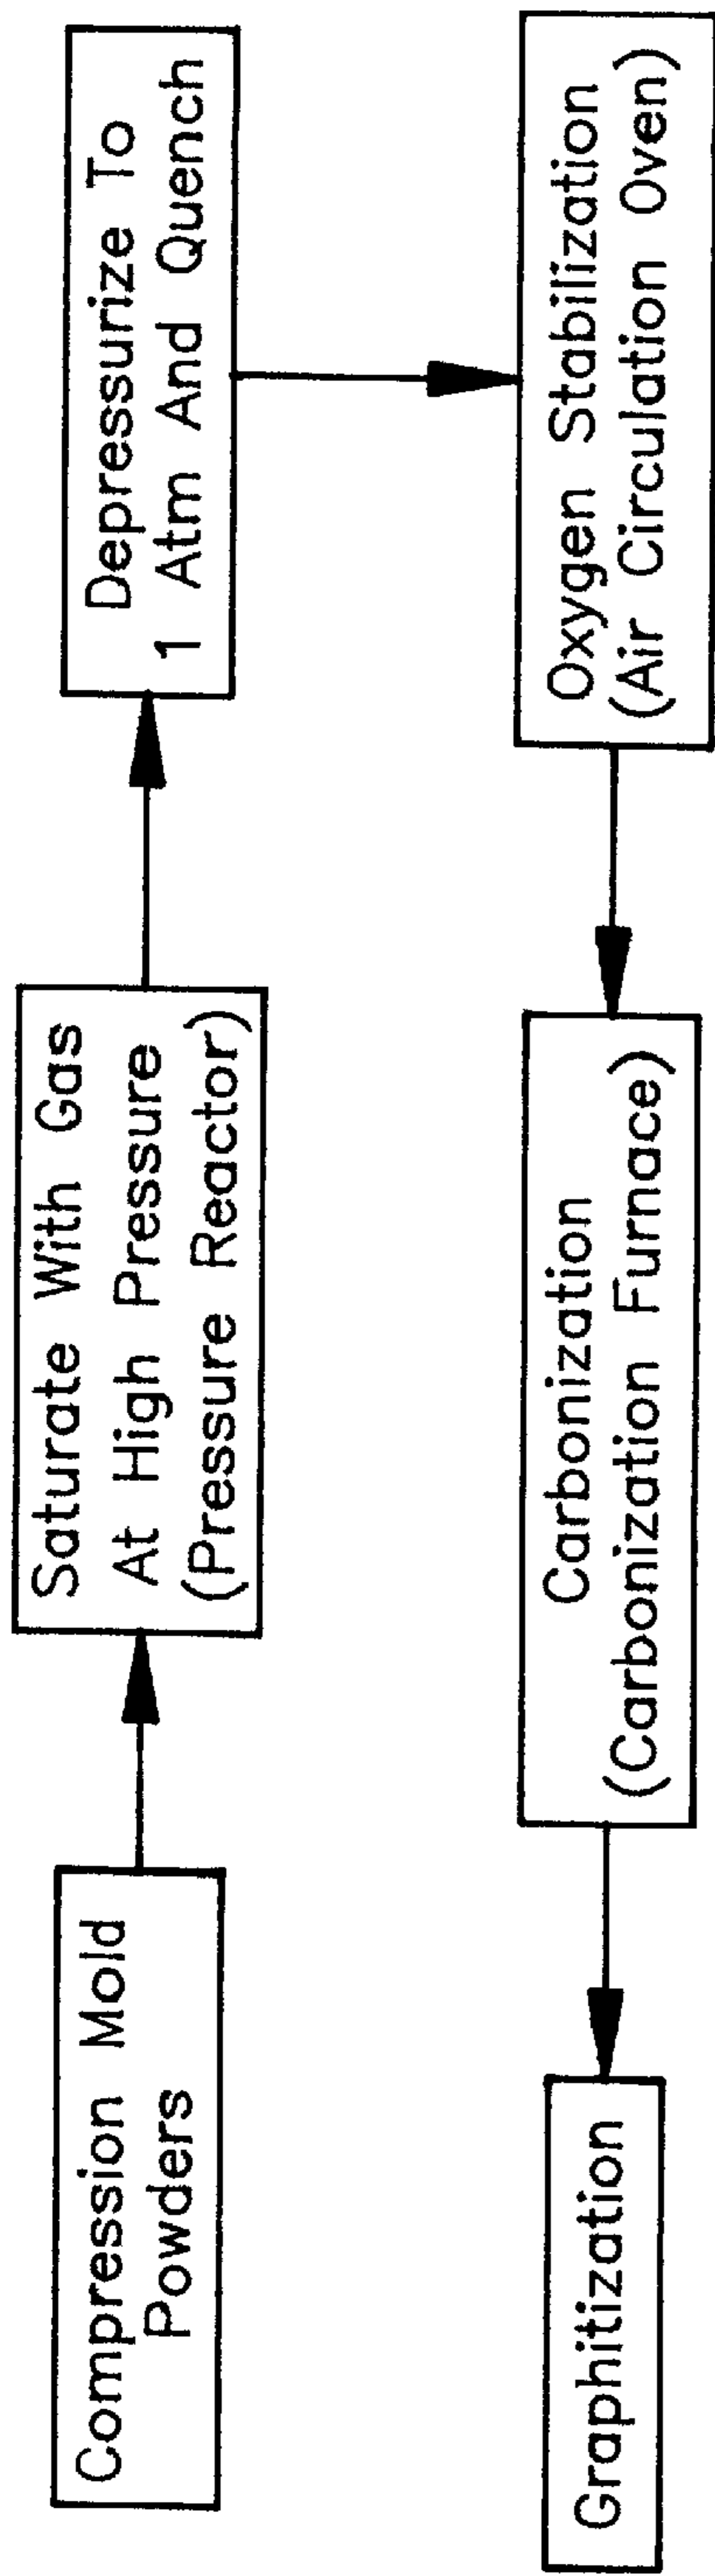 Compression Mold
Powders
Saturate With Gas
At High Pressure
(Pressure Reactor)
Depressurize To
1 Atm And Quench
Oxygen Stabilization
(Air Circulation Oven)
Carbonization
(Carbonization Furnace)
Graphitization